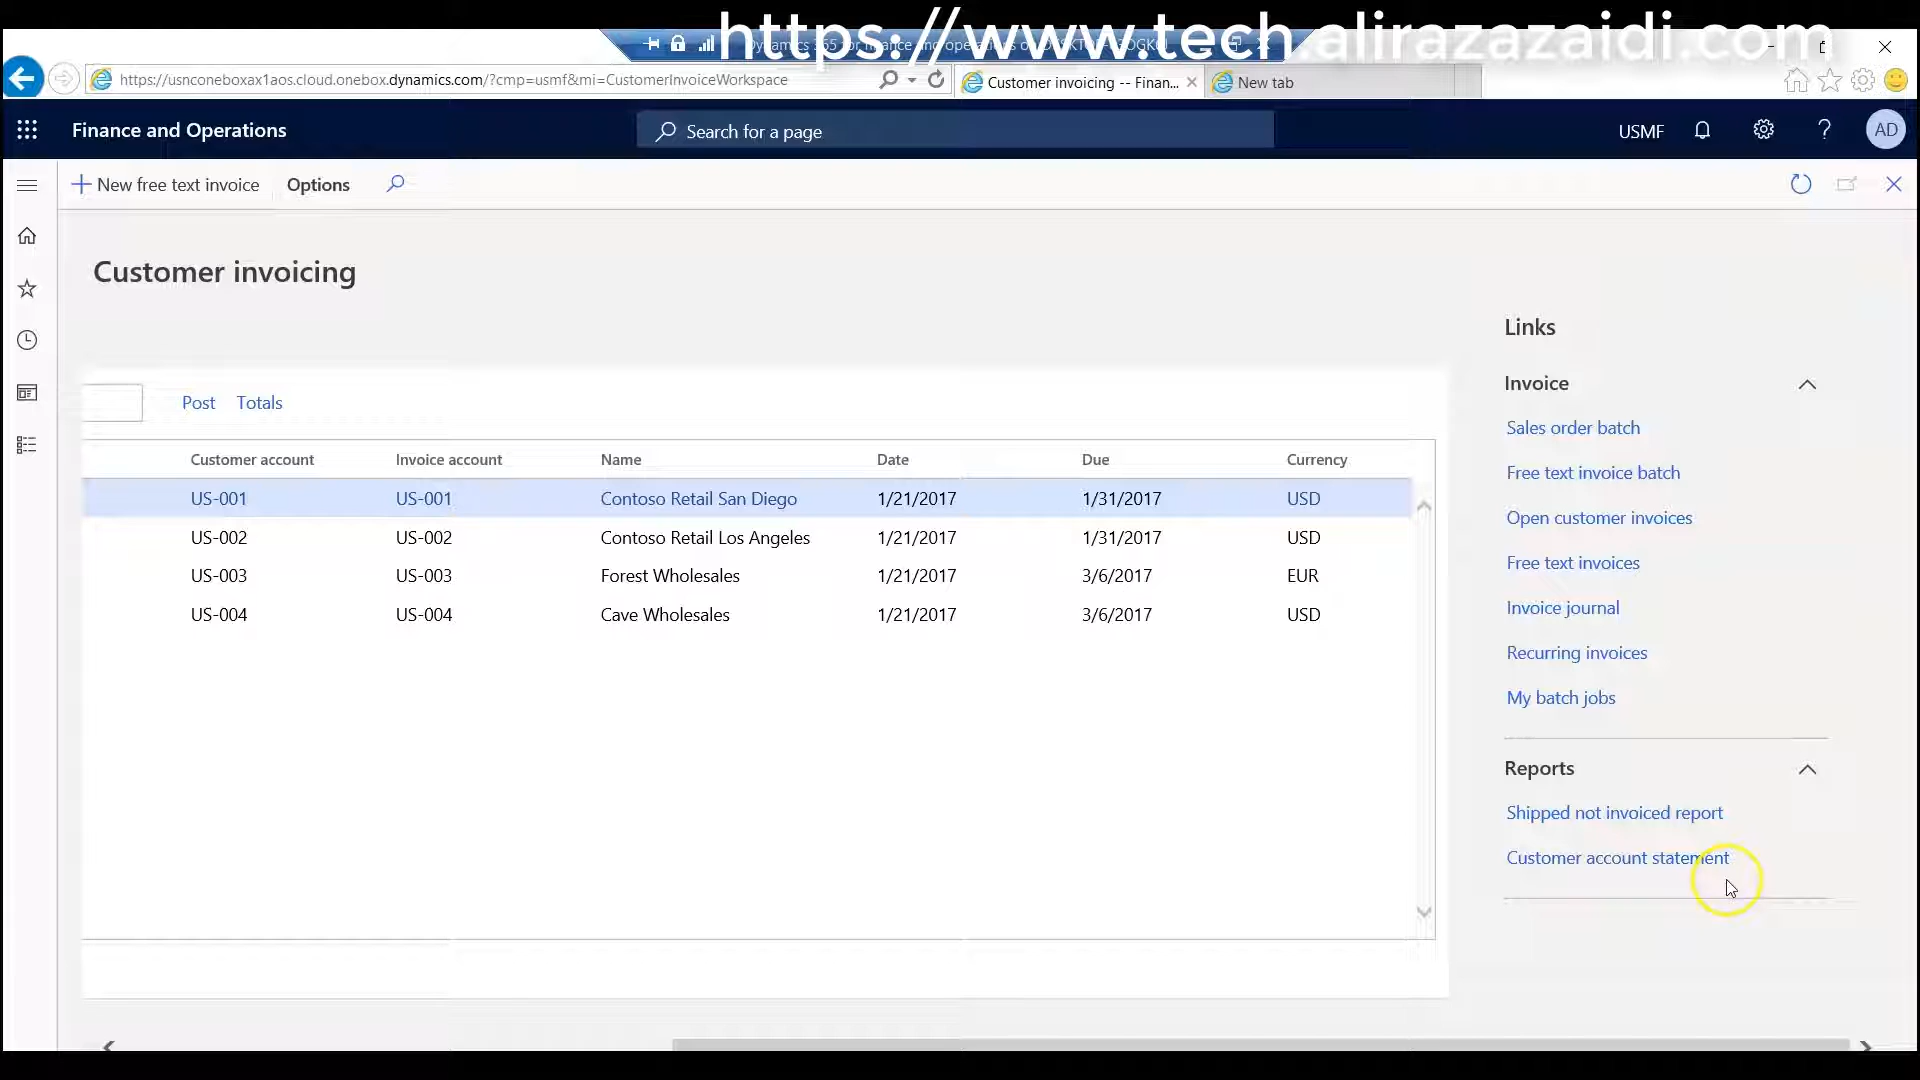 https://www.tech.alirazazaidi.com
https://usnconeboxax1aos.cloud.onebox.dynamics.com/?cmp=usmf&mi=CustomerInvoiceWorkspace
Customer invoicing -- Finan...
New tab
Finance and Operations
Search for a page
USMF
AD
New free text invoice
Options
Customer invoicing
Links
Invoice
Post Totals
Sales order batch
Customer account Invoice account Name Date Due Currency
Free text invoice batch
US-001 US-001 Contoso Retail San Diego 1/21/2017 1/31/2017 USD
Open customer invoices
US-002 US-002 Contoso Retail Los Angeles 1/21/2017 1/31/2017 USD
Free text invoices
US-003 US-003 Forest Wholesales 1/21/2017 3/6/2017 EUR
Invoice journal
US-004 US-004 Cave Wholesales 1/21/2017 3/6/2017 USD
Recurring invoices
My batch jobs
Reports
Shipped not invoiced report
Customer account statement